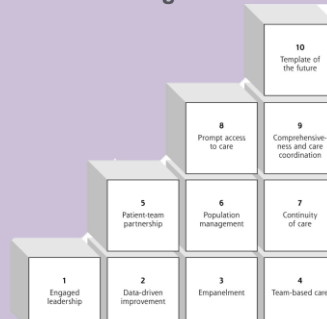 10
Template of
the future
8
Prompt access
to care
9
Comprehensive-
ness and care
coordination
5
Patient-team
partnership
6
Population
management
7
Continuity
of care
1
Engaged
leadership
2
Data-driven
improvement
3
Empanelment
4
Team-based care